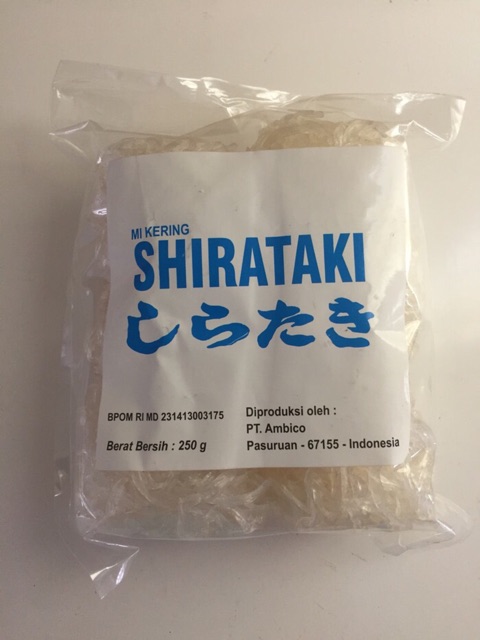 MI KERING
SHIRATAKI
しらたき
BPOM RI MD 231413003175
Berat Bersih : 250 g
Diproduksi oleh :
PT. Ambico
Pasuruan - 67155 - Indonesia